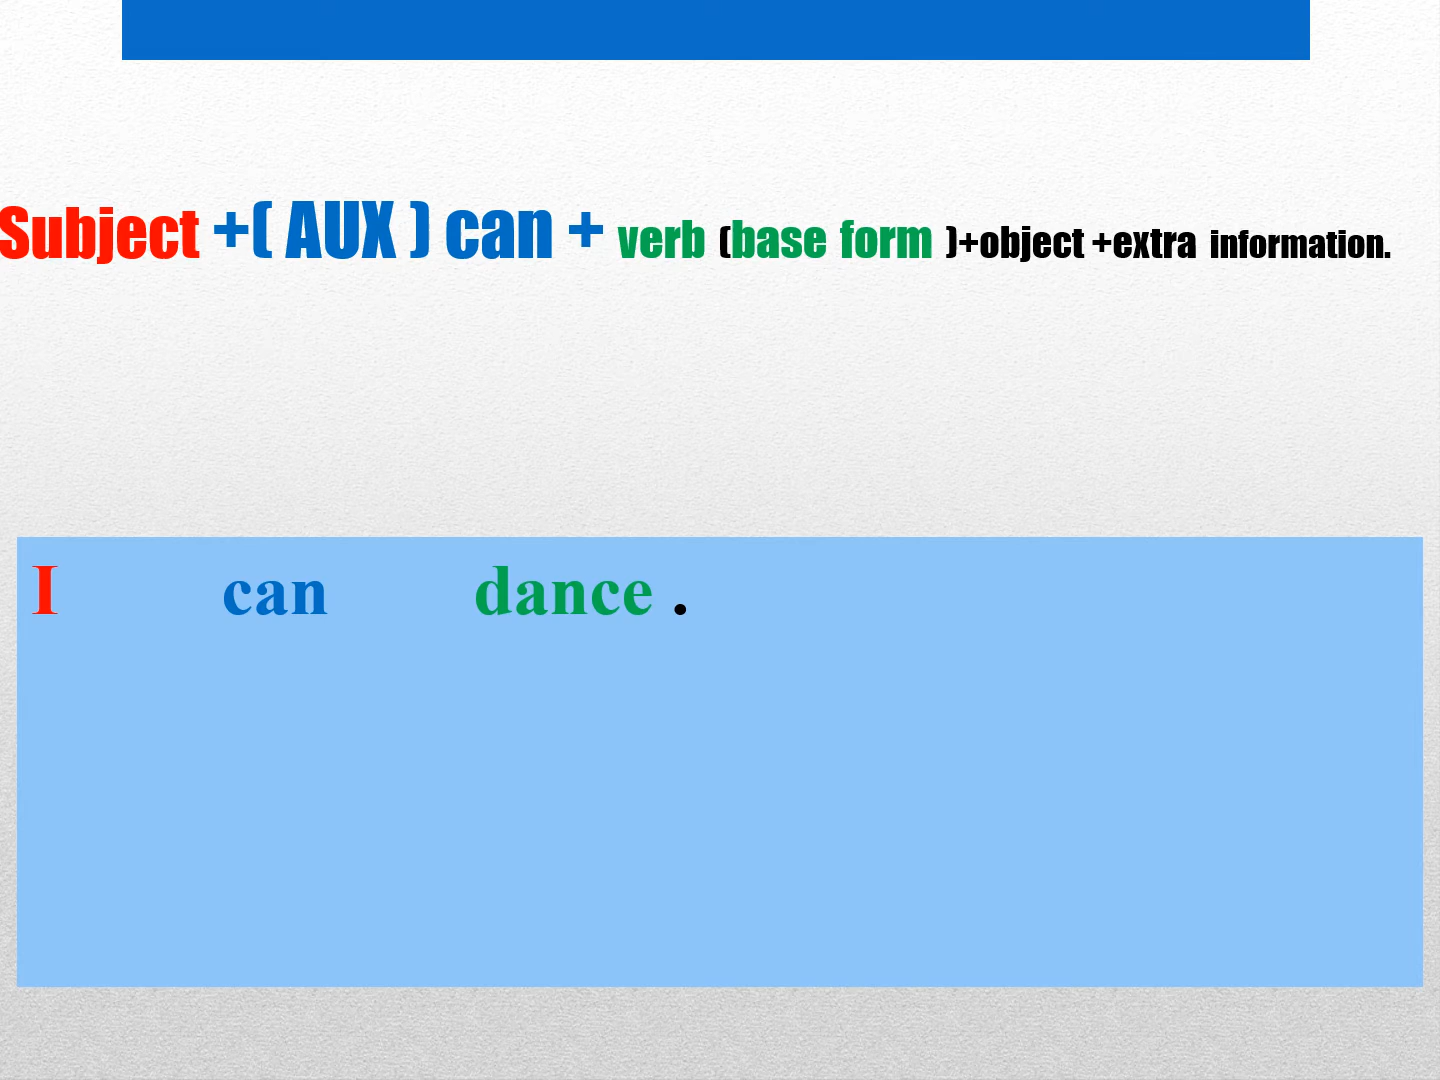 Subject +( AUX ) can + verb (base form )+object +extra information.
I can dance .